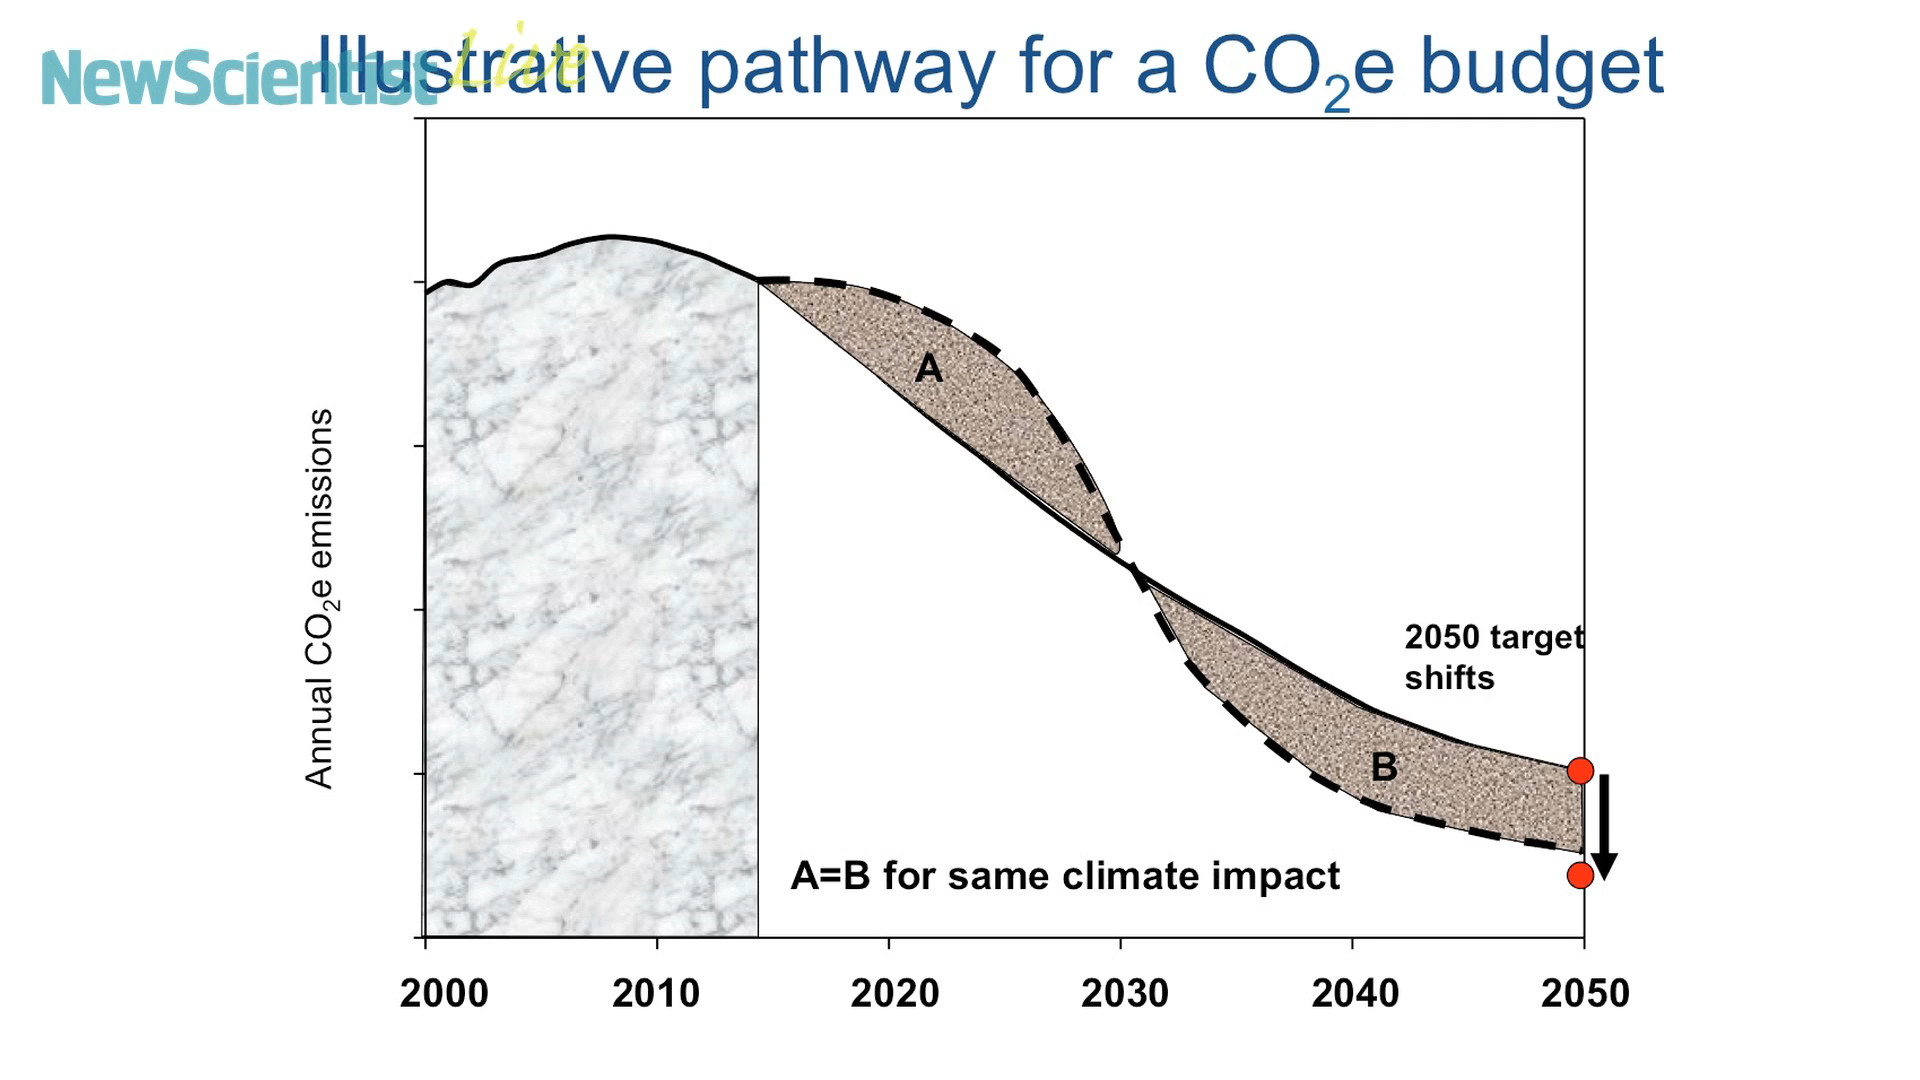 NewScientist Live
Illustrative pathway for a CO₂e budget
Annual CO₂e emissions
A
2050 target
shifts
B
A=B for same climate impact
2000 2010 2020 2030 2040 2050